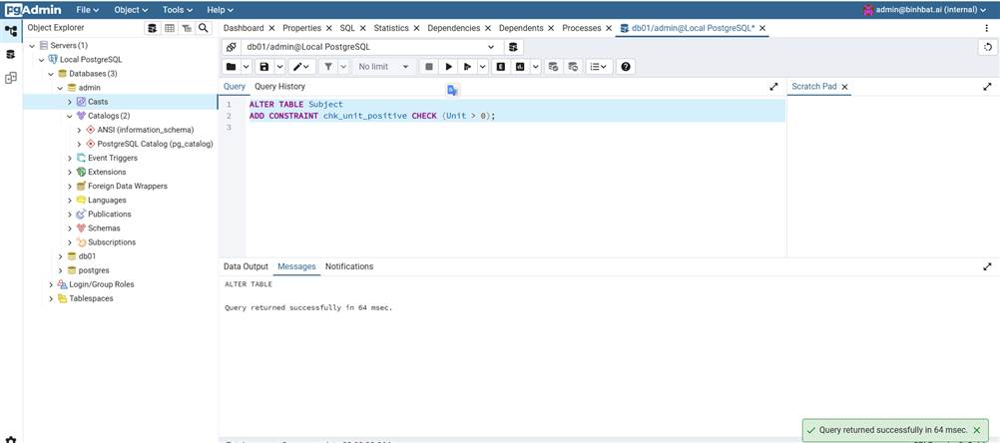 pgAdmin File Object Tools Help admin@binhbat.ai (internal)
Object Explorer
Dashboard Properties SQL Statistics Dependencies Dependents Processes db01/admin@Local PostgreSQL*
Servers (1)
Local PostgreSQL
Databases (3)
admin
Casts
Catalogs (2)
ANSI (information_schema)
PostgreSQL Catalog (pg_catalog)
Event Triggers
Extensions
Foreign Data Wrappers
Languages
Publications
Schemas
Subscriptions
db01
postgres
Login/Group Roles
Tablespaces
db01/admin@Local PostgreSQL
No limit
Query Query History
Scratch Pad
1 ALTER TABLE Subject
2 ADD CONSTRAINT chk_unit_positive CHECK (Unit > 0);
3
Data Output Messages Notifications
ALTER TABLE
Query returned successfully in 64 msec.
Query returned successfully in 64 msec.